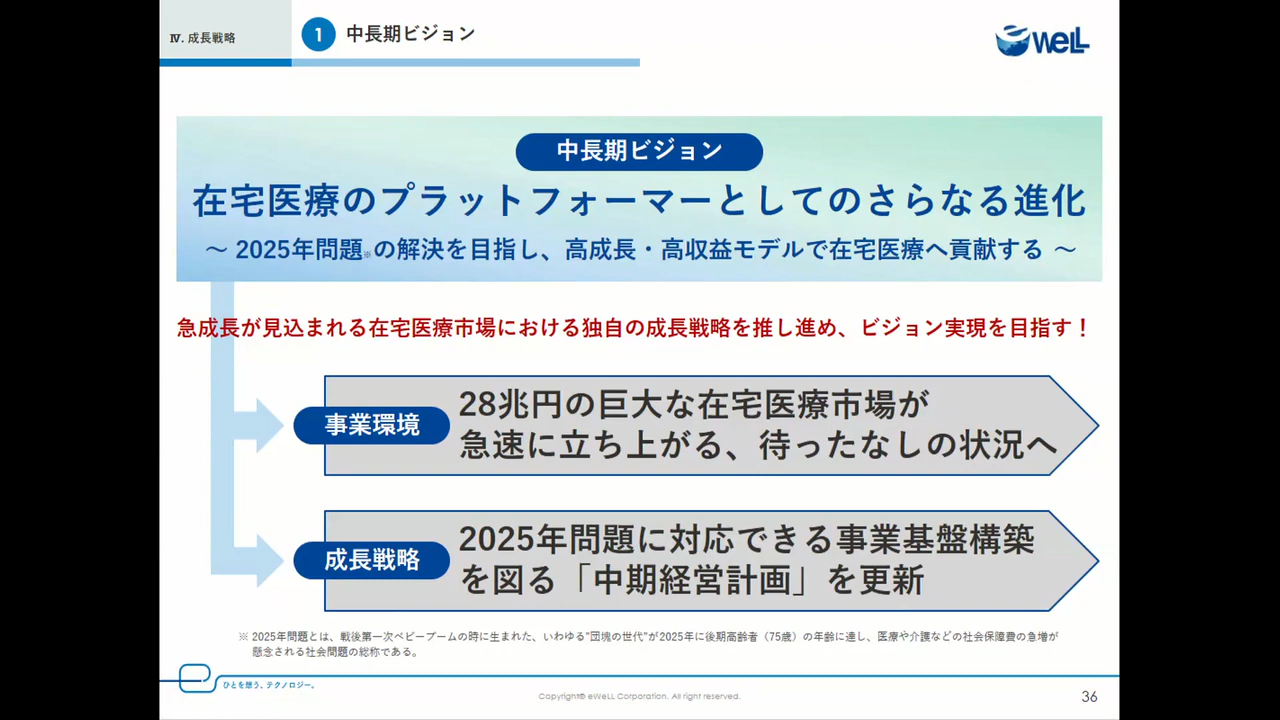 Ⅳ. 成長戦略
1 中長期ビジョン
eWeLL
中長期ビジョン
在宅医療のプラットフォーマーとしてのさらなる進化
～ 2025年問題※の解決を目指し、高成長・高収益モデルで在宅医療へ貢献する ～
急成長が見込まれる在宅医療市場における独自の成長戦略を推し進め、ビジョン実現を目指す！
事業環境
28兆円の巨大な在宅医療市場が
急速に立ち上がる、待ったなしの状況へ
成長戦略
2025年問題に対応できる事業基盤構築
を図る「中期経営計画」を更新
※ 2025年問題とは、戦後第一次ベビーブームの時に生まれた、いわゆる"団塊の世代"が2025年に後期高齢者（75歳）の年齢に達し、医療や介護などの社会保障費の急増が
懸念される社会問題の総称である。
ひとを想う、テクノロジー。
Copyright© eWeLL Corporation. All right reserved.
36